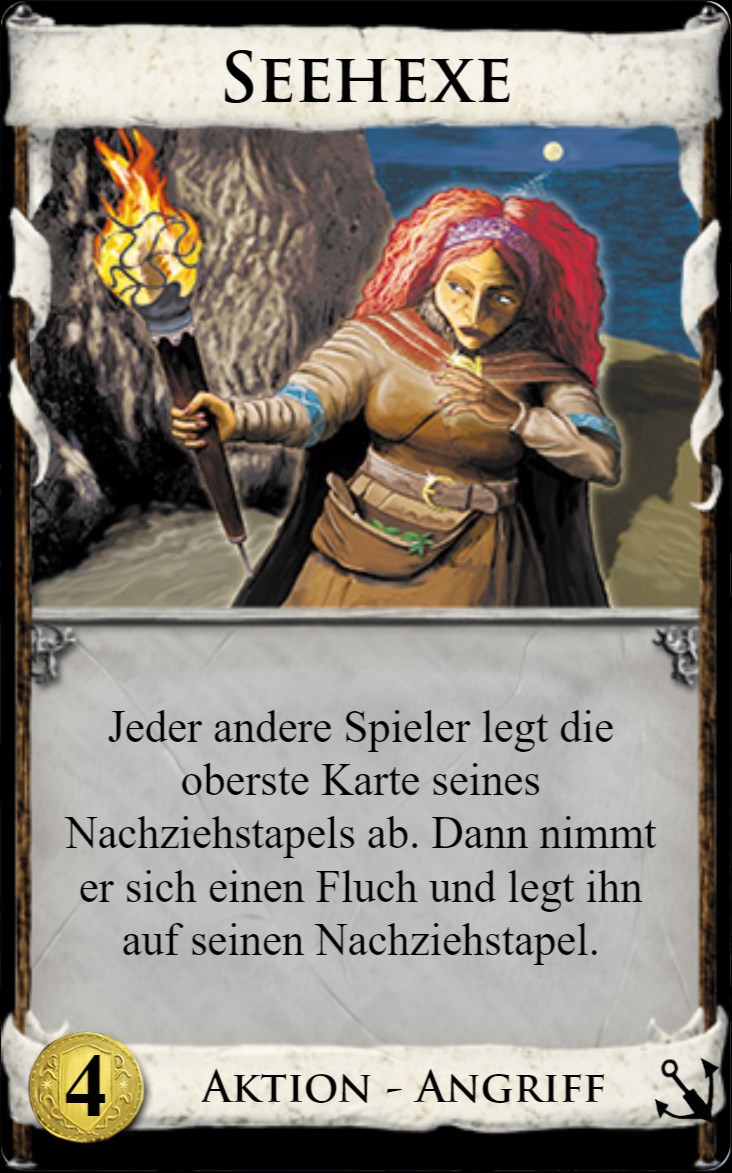 Seehexe
Jeder andere Spieler legt die
oberste Karte seines
Nachziehstapels ab. Dann nimmt
er sich einen Fluch und legt ihn
auf seinen Nachziehstapel.
4
Aktion - Angriff